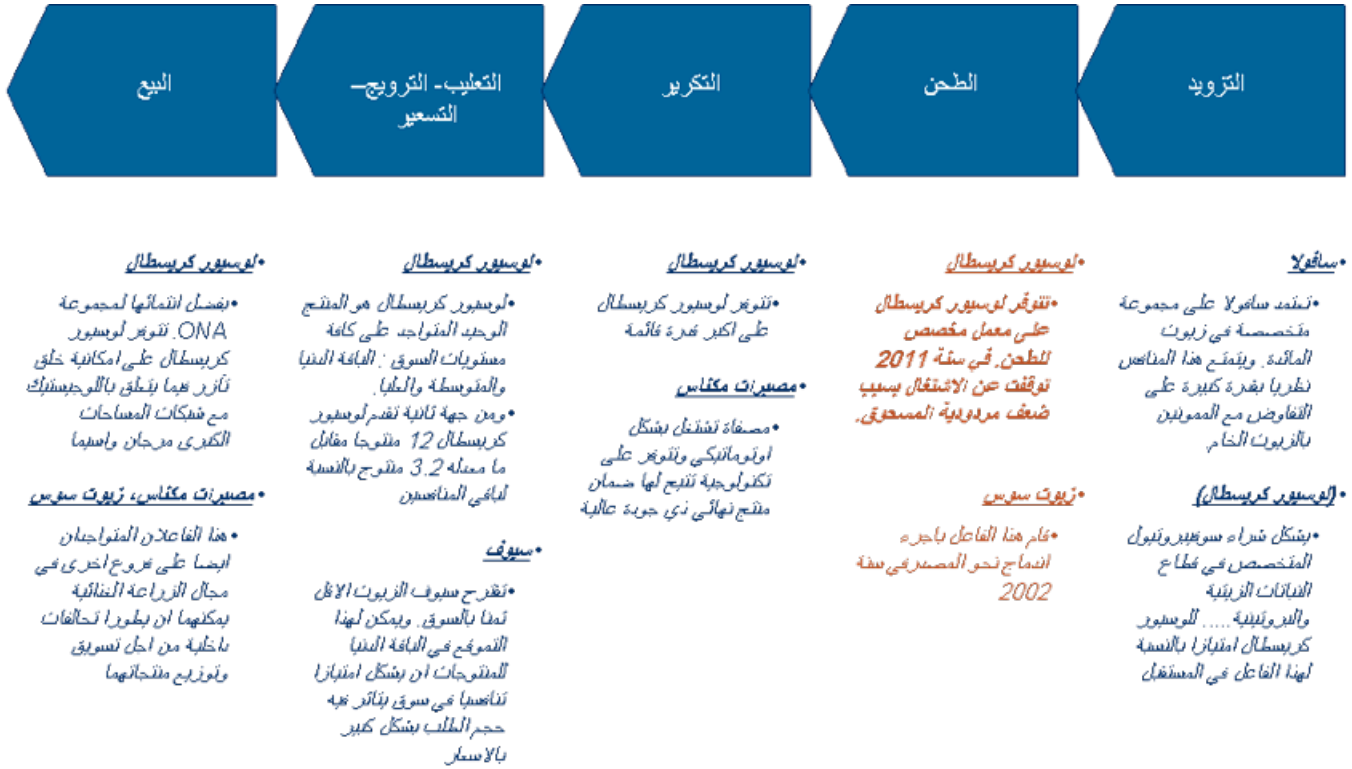 التزويد
الطحن
التكرير
التعليب- الترويج–
التسعير
البيع
•سافولا
•تعتمد سافولا على مجموعة
متخصصة في زيوت
المائدة. ويتمتع هذا المنافس
نظريا بقدرة كبيرة على
التفاوض مع الممونين
بالزيوت الخام.
•(لوسيور كريسطال)
•يشكل شراء سوفبيروتيول
المتخصص في قطاع
النباتات الزيتية
والبروتينية..... للوسيور
كريسطال امتيازا بالنسبة
لهذا الفاعل في المستقبل
•لوسيور كريسطال
•تتوفّر لوسيور كريسطال
على معمل مخصص
للطحن. في سنة 2011
توقفت عن الاشتغال بسبب
ضعف مردودية المسحوق.
•زيوت سوس
•قام هذا الفاعل باجراء
اندماج نحو المصدر في سنة
2002
•لوسيور كريسطال
•تتوفر لوسيور كريسطال
على اكبر قدرة قائمة
•مصبرات مكناس
•مصفاة تشتغل بشكل
اوتوماتيكي وتتوفر على
تكنولوجية تتيح لها ضمان
منتج نهائي ذي جودة عالية
•لوسيور كريسطال
•لوسيور كريسطال هو المنتج
الوحيد المتواجد على كافة
مستويات السوق : الباقة الدنيا
والمتوسطة والعليا.
•ومن جهة ثانية تقدم لوسيور
كريسطال 12 منتوجا مقابل
ما معدله 3.2 منتوج بالنسبة
لباقي المنافسين
•سيوف
•تقترح سيوف الزيوت الاقل
ثمنا بالسوق. ويمكن لهذا
التموقع في الباقة الدنيا
للمنتوجات ان يشكل امتيازا
تنافسيا في سوق يتاثر فيه
حجم الطلب بشكل كبير
بالاسعار
•لوسيور كريسطال
•بفضل انتمائها لمجموعة
ONA. تتوفر لوسيور
كريسطال على امكانية خلق
تآزر فيما يتعلق باللوجيستيك
مع شبكات المساحات
الكبرى مرجان واسيما
•مصبرات مكناس، زيوت سوس
•هذا الفاعلان المتواجدان
ايضا على فروع اخرى في
مجال الزراعة الغذائية
يمكنهما ان يطورا تحالفات
داخلية من اجل تسويق
وتوزيع منتجاتهما